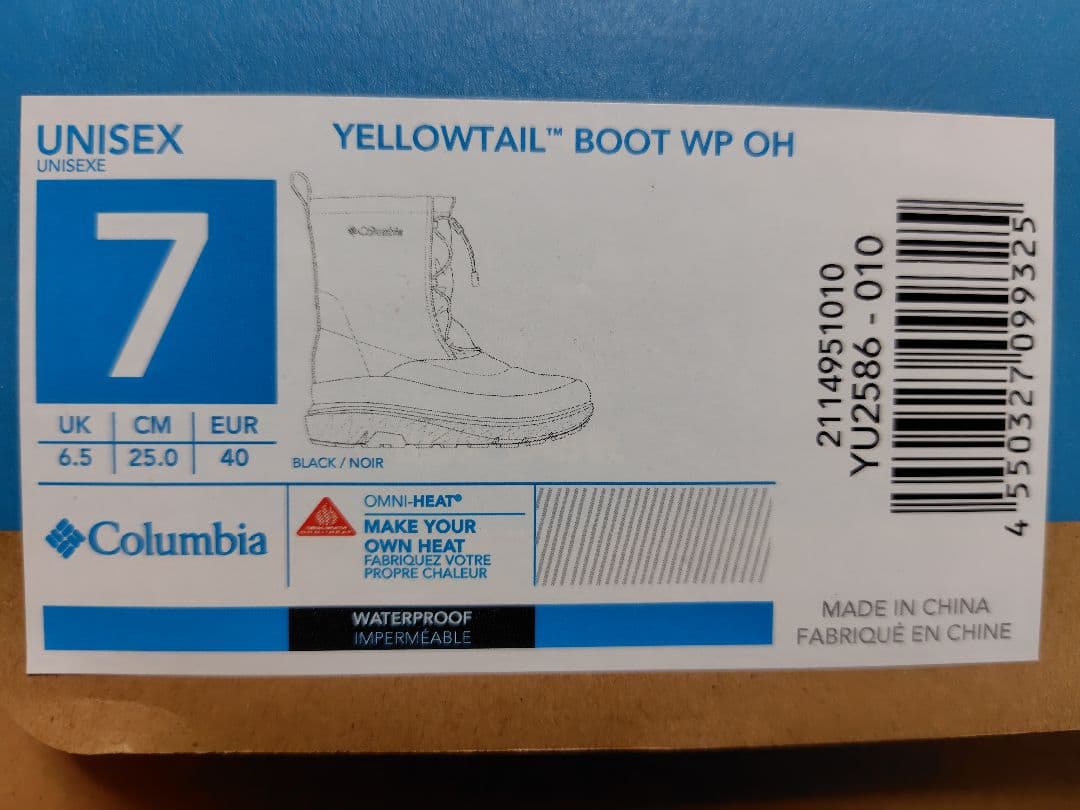 UNISEX
UNISEXE
YELLOWTAIL™ BOOT WP OH
7
Columbia
UK CM EUR
6.5 25.0 40
BLACK / NOIR
Columbia
OMNI-HEAT®
MAKE YOUR
OWN HEAT
FABRIQUEZ VOTRE
PROPRE CHALEUR
WATERPROOF
IMPERMÉABLE
2114951010
YU2586 - 010
4 550327 099325
MADE IN CHINA
FABRIQUÉ EN CHINE